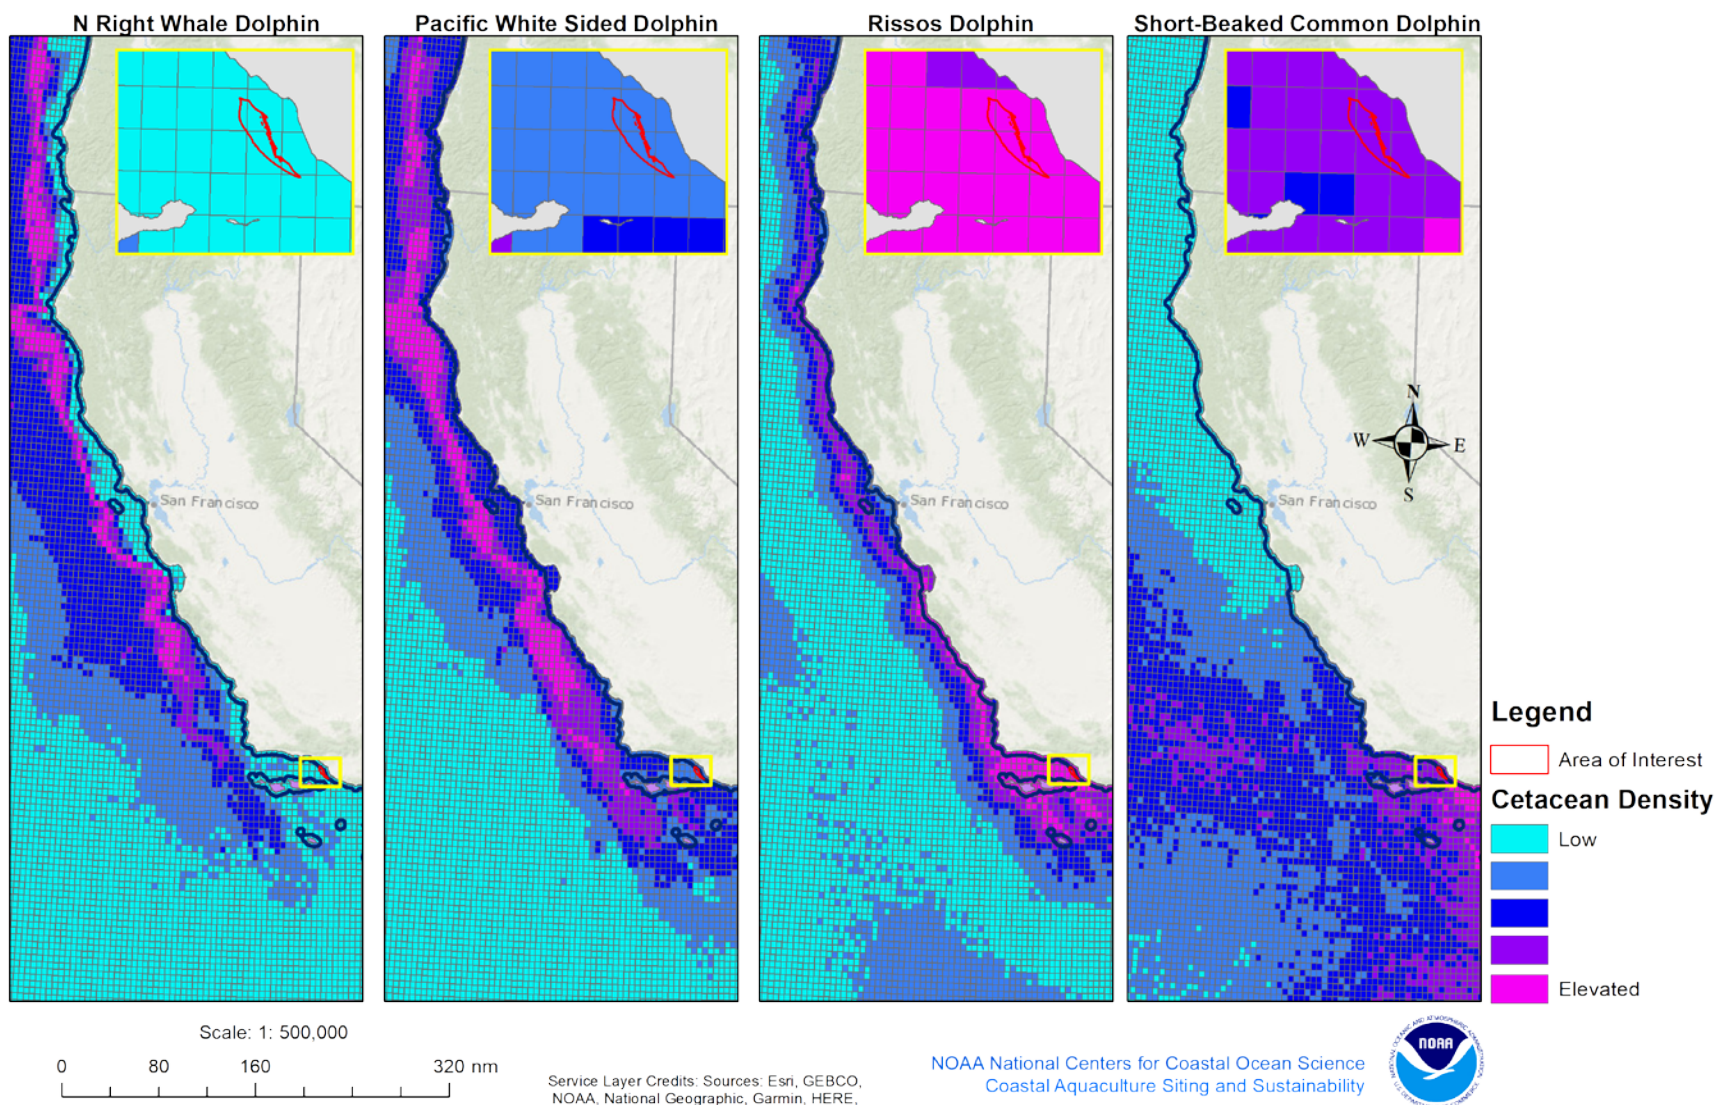 N Right Whale Dolphin
Pacific White Sided Dolphin
Rissos Dolphin
Short-Beaked Common Dolphin
San Francisco
San Francisco
San Francisco
San Francisco
N
W E
S
Legend
Area of Interest
Cetacean Density
Low
Elevated
Scale: 1: 500,000
0 80 160 320 nm
Service Layer Credits: Sources: Esri, GEBCO,
NOAA, National Geographic, Garmin, HERE,
NOAA National Centers for Coastal Ocean Science
Coastal Aquaculture Siting and Sustainability
NOAA